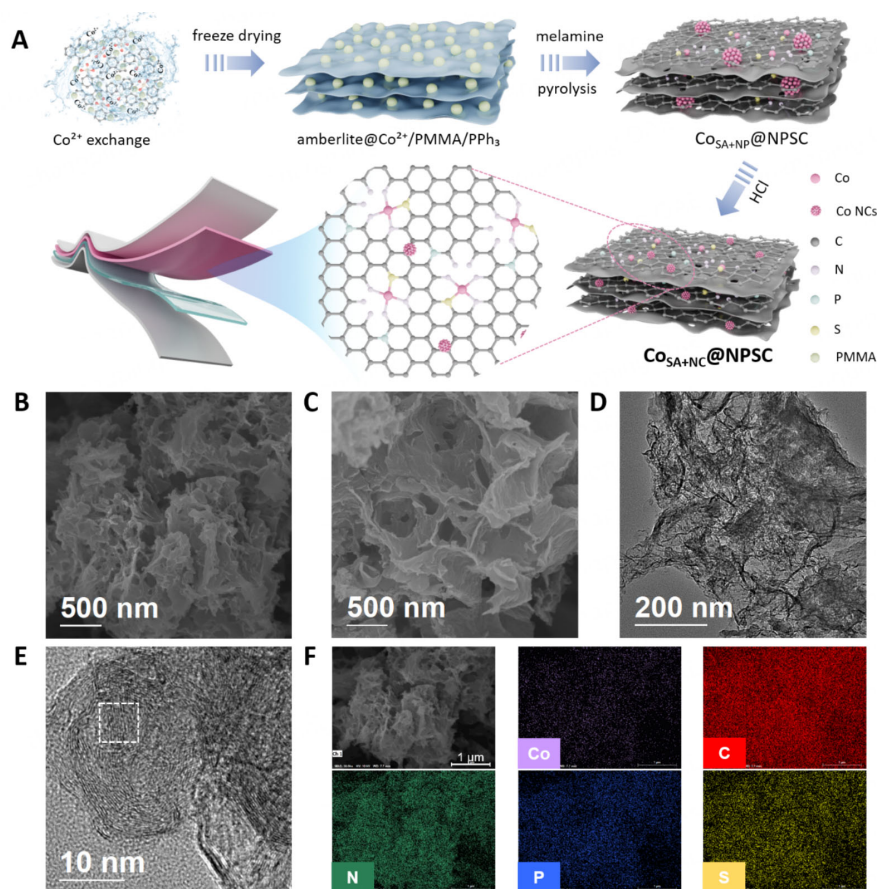 A
freeze drying
melamine
pyrolysis
Co²⁺ exchange
amberlite@Co²⁺/PMMA/PPh₃
Co_SA+NP@NPSC
HCl
Co
Co NCs
C
N
P
S
PMMA
Co_SA+NC@NPSC
B
500 nm
C
500 nm
D
200 nm
E
10 nm
F
1 μm
Co
C
N
P
S